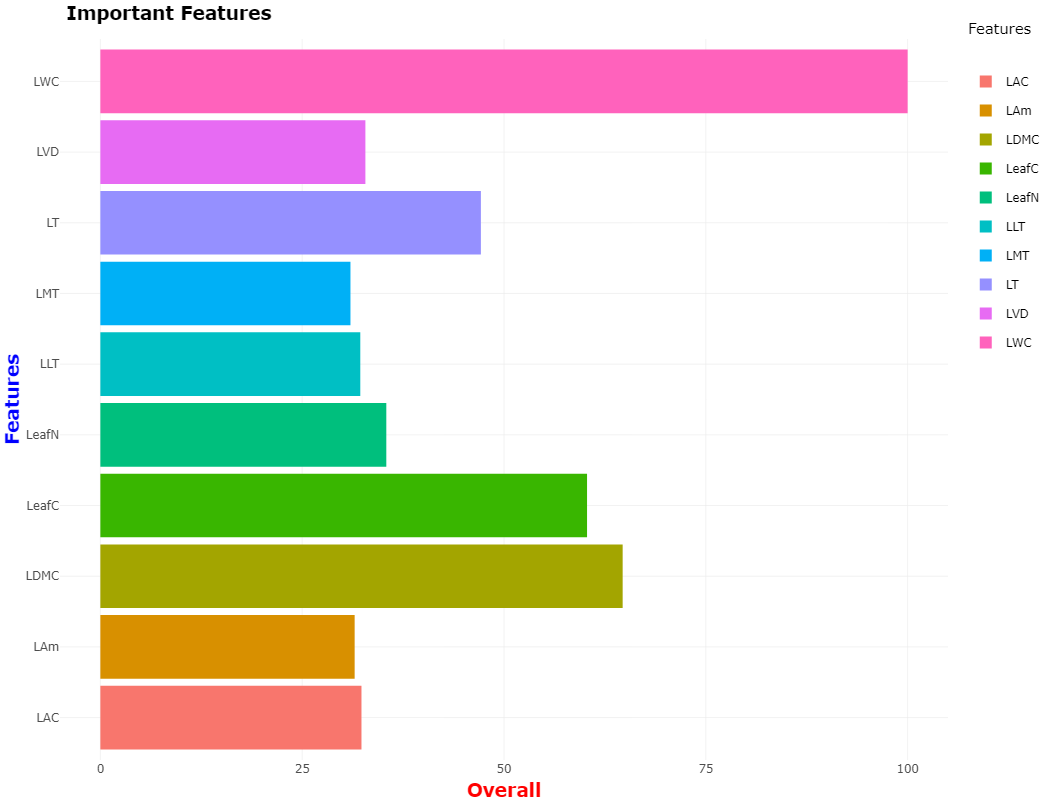 Important Features
Features
LWC
LVD
LT
LMT
LLT
LeafN
LeafC
LDMC
LAm
LAC
0 25 50 75 100
Overall
Features
LAC
LAm
LDMC
LeafC
LeafN
LLT
LMT
LT
LVD
LWC